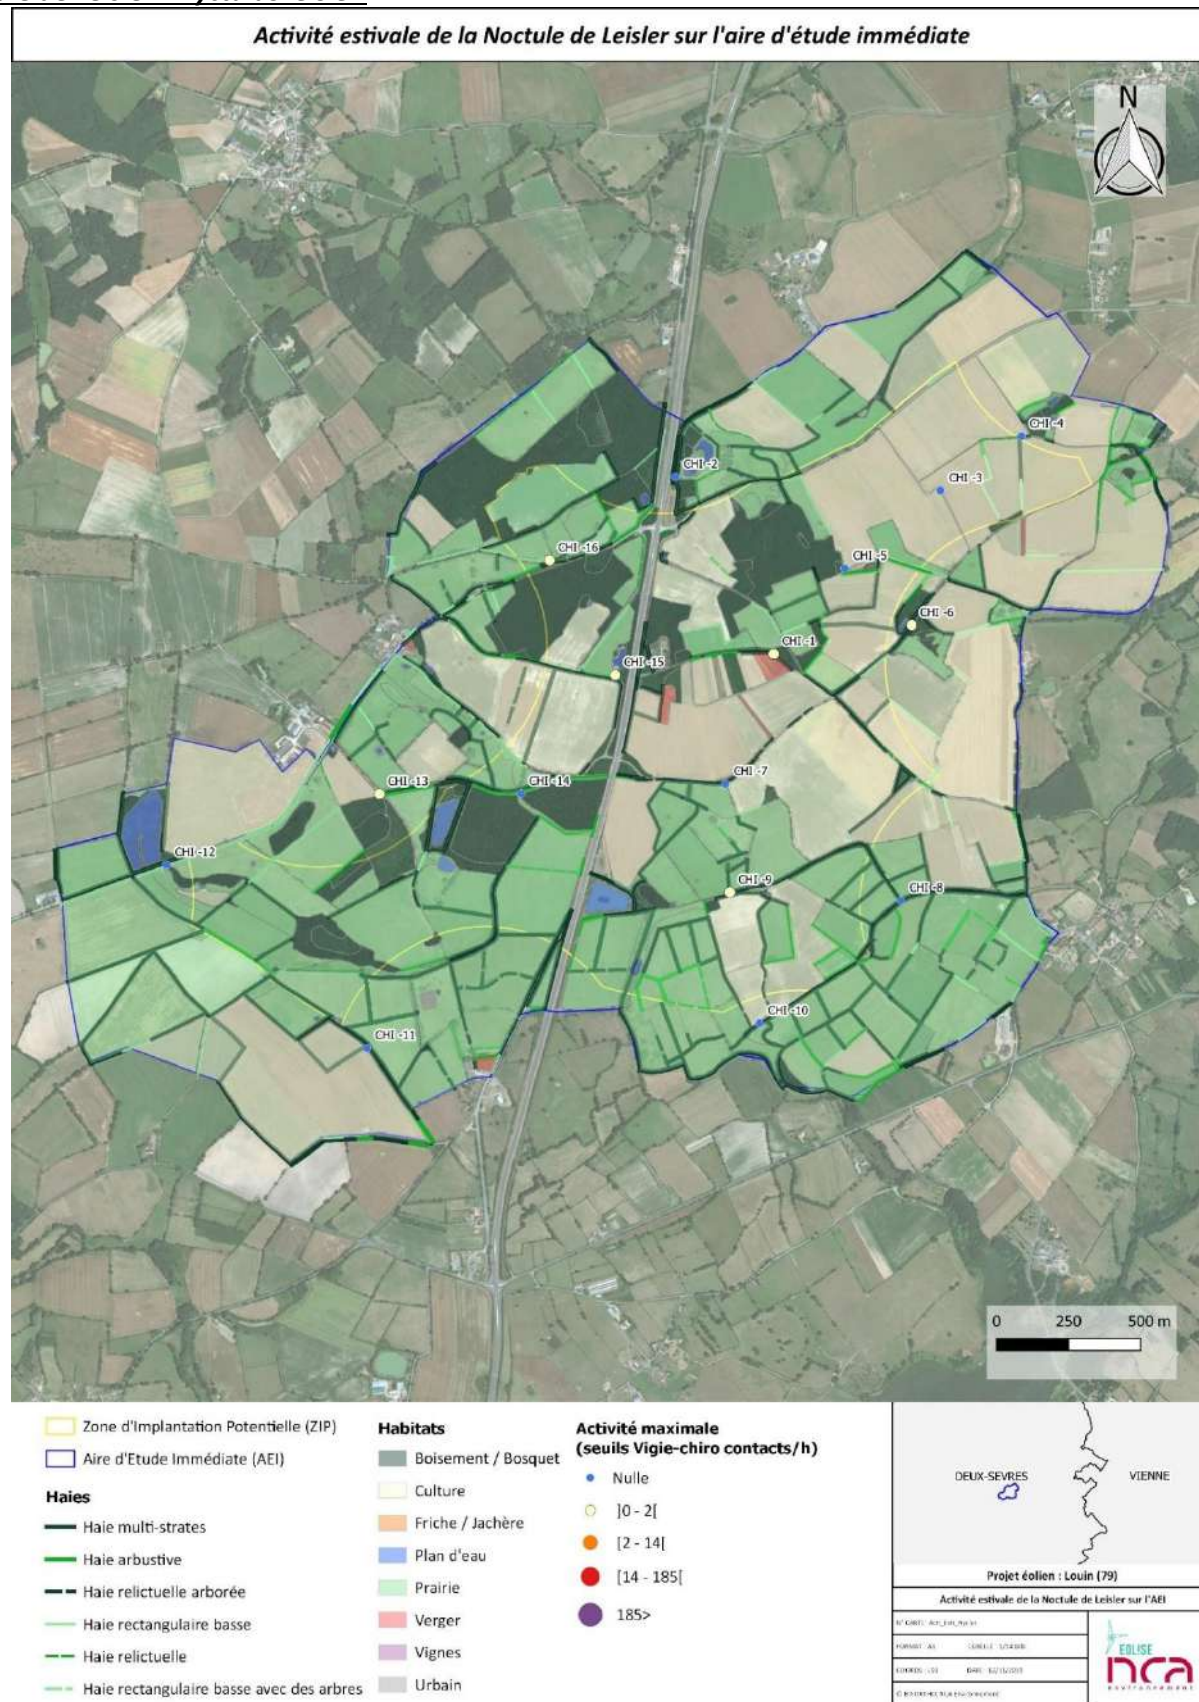 Activité estivale de la Noctule de Leisler sur l'aire d'étude immédiate
N
CHI -4
CHI -2
CHI -3
CHI -16
CHI -5
CHI -6
CHI -1
CHI -15
CHI -7
CHI -13
CHI -14
CHI -12
CHI -9
CHI -8
CHI -10
CHI -11
0 250 500 m
Zone d'Implantation Potentielle (ZIP)
Aire d'Etude Immédiate (AEI)
Haies
Haie multi-strates
Haie arbustive
Haie relictuelle arborée
Haie rectangulaire basse
Haie relictuelle
Haie rectangulaire basse avec des arbres
Habitats
Boisement / Bosquet
Culture
Friche / Jachère
Plan d'eau
Prairie
Verger
Vignes
Urbain
Activité maximale
(seuils Vigie-chiro contacts/h)
Nulle
]0 - 2[
[2 - 14[
[14 - 185[
185>
DEUX-SEVRES
VIENNE
Projet éolien : Louin (79)
Activité estivale de la Noctule de Leisler sur l'AEI
EOLISE
nca
environnement